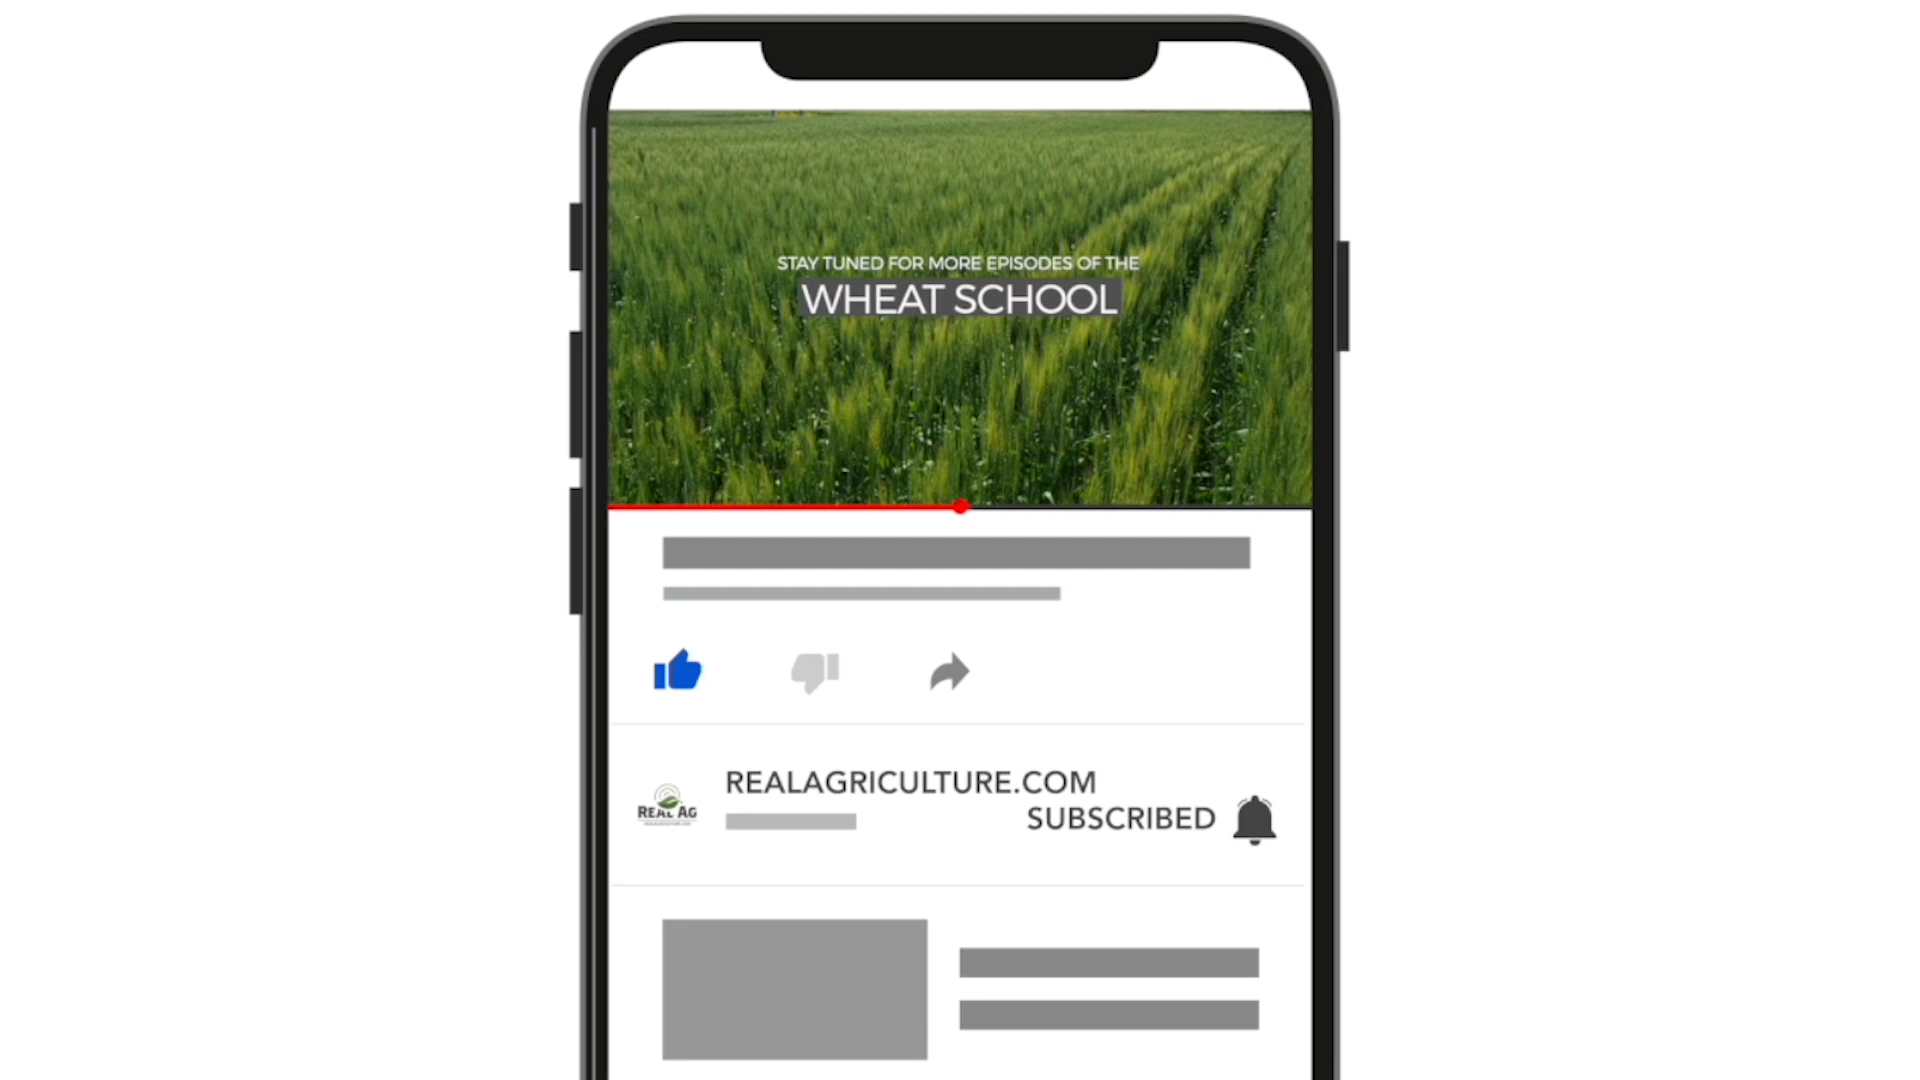 STAY TUNED FOR MORE EPISODES OF THE
WHEAT SCHOOL
REALAGRICULTURE.COM
SUBSCRIBED
REAL AG